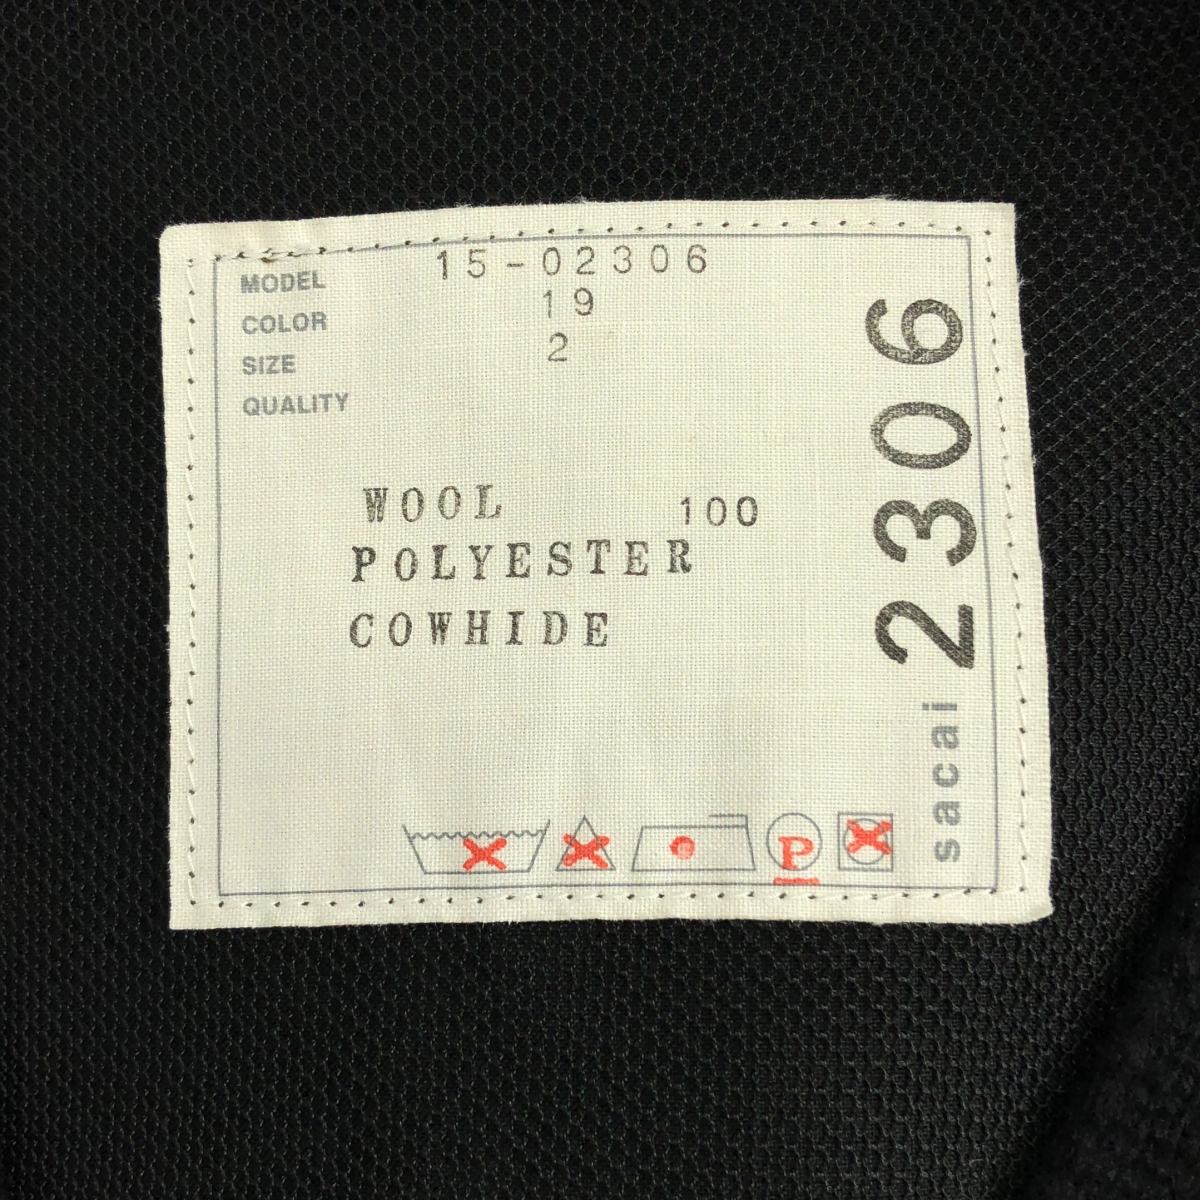 MODEL 15-02306
COLOR 19
SIZE 2
QUALITY
WOOL 100
POLYESTER
COWHIDE
P
sacai 2306